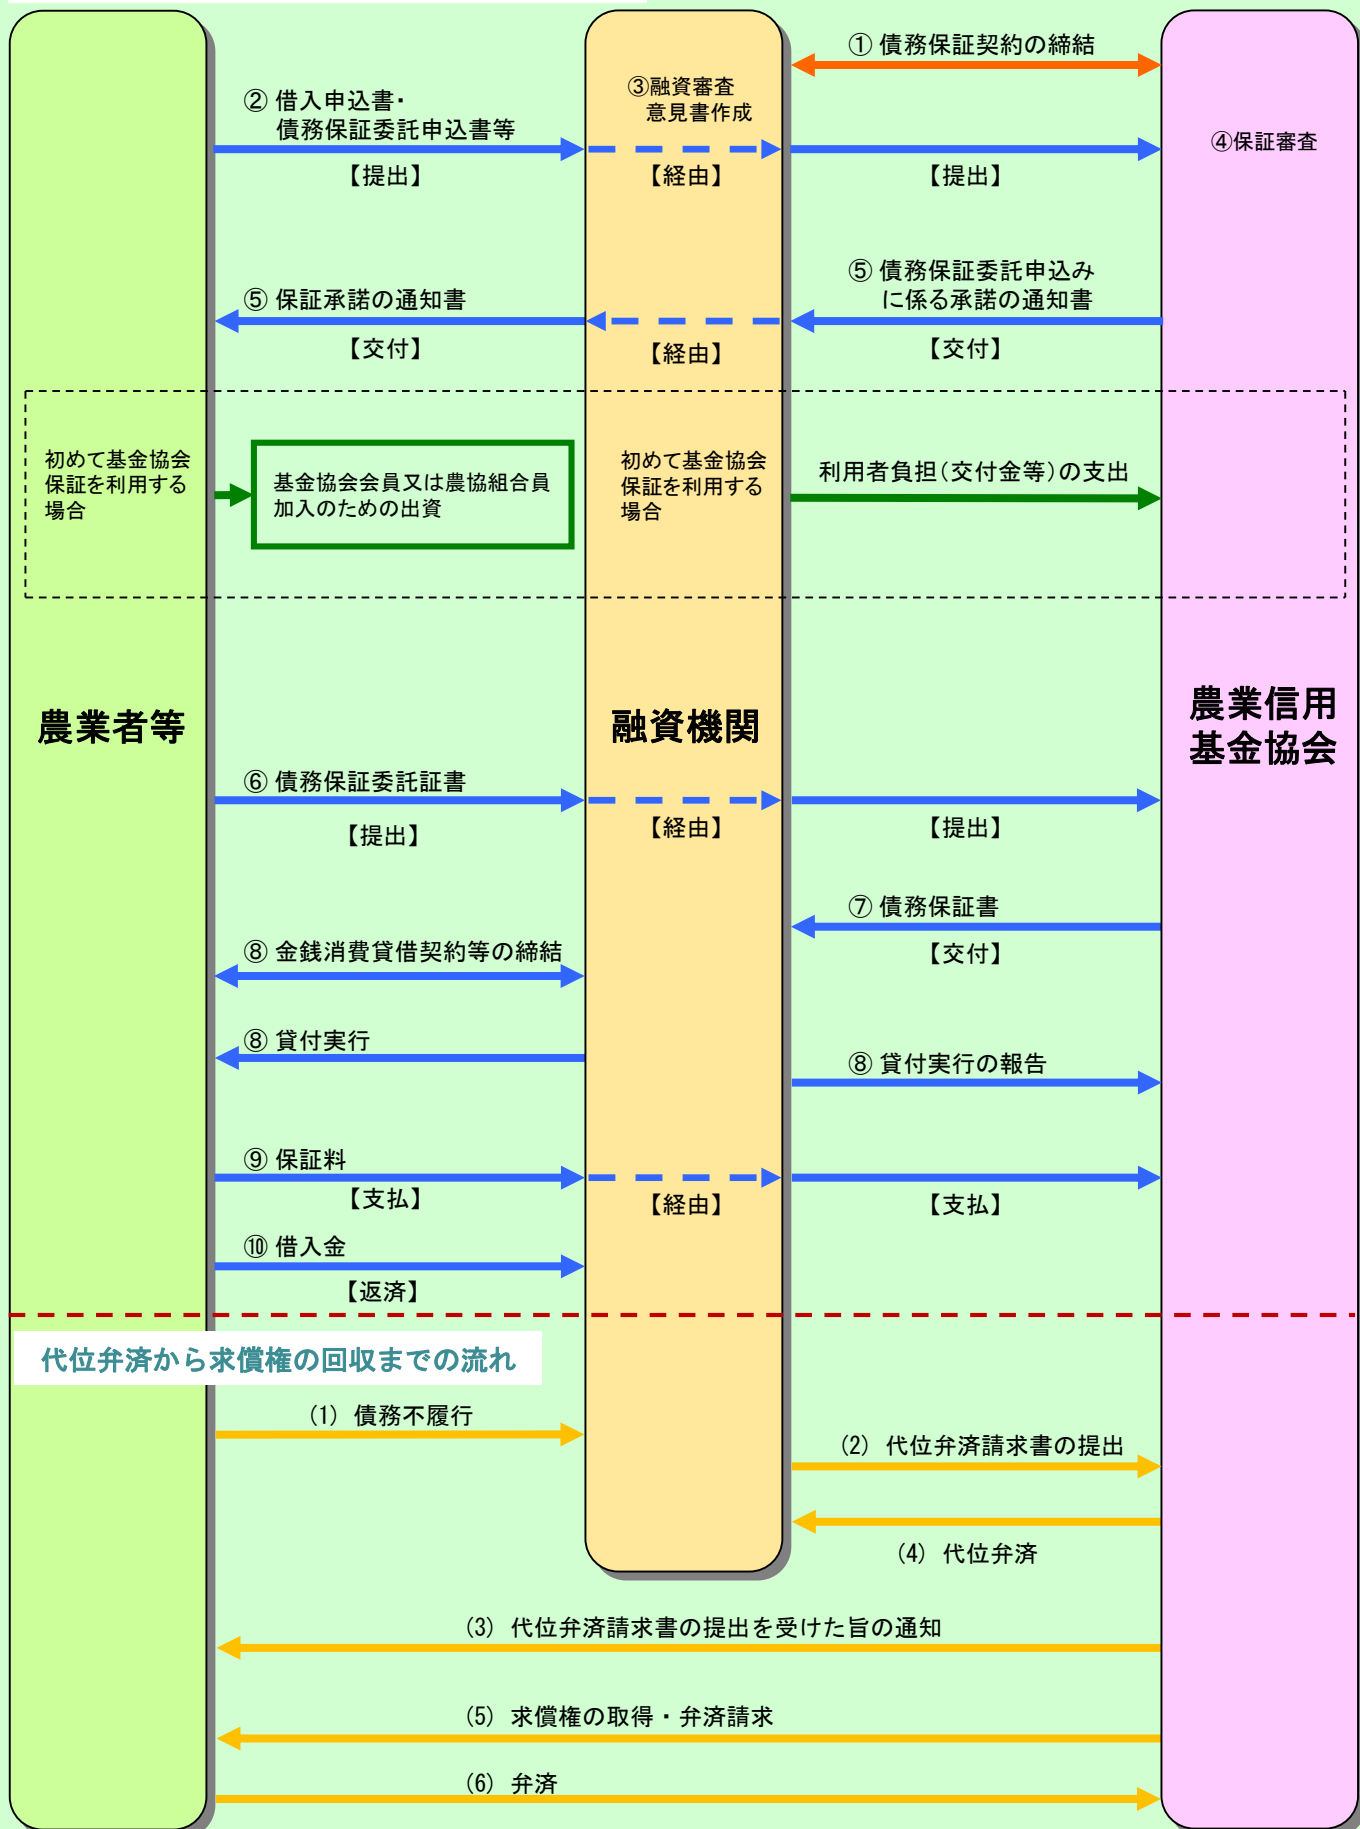 ① 債務保証契約の締結
② 借入申込書・
債務保証委託申込書等
【提出】
③融資審査
意見書作成
【経由】
【提出】
④保証審査
⑤ 債務保証委託申込み
に係る承諾の通知書
【交付】
【経由】
⑤ 保証承諾の通知書
【交付】
初めて基金協会
保証を利用する
場合
基金協会会員又は農協組合員
加入のための出資
初めて基金協会
保証を利用する
場合
利用者負担(交付金等)の支出
農業者等
融資機関
農業信用
基金協会
⑥ 債務保証委託証書
【提出】
【経由】
【提出】
⑦ 債務保証書
【交付】
⑧ 金銭消費貸借契約等の締結
⑧ 貸付実行
⑧ 貸付実行の報告
⑨ 保証料
【支払】
【経由】
【支払】
⑩ 借入金
【返済】
代位弁済から求償権の回収までの流れ
(1) 債務不履行
(2) 代位弁済請求書の提出
(4) 代位弁済
(3) 代位弁済請求書の提出を受けた旨の通知
(5) 求償権の取得・弁済請求
(6) 弁済